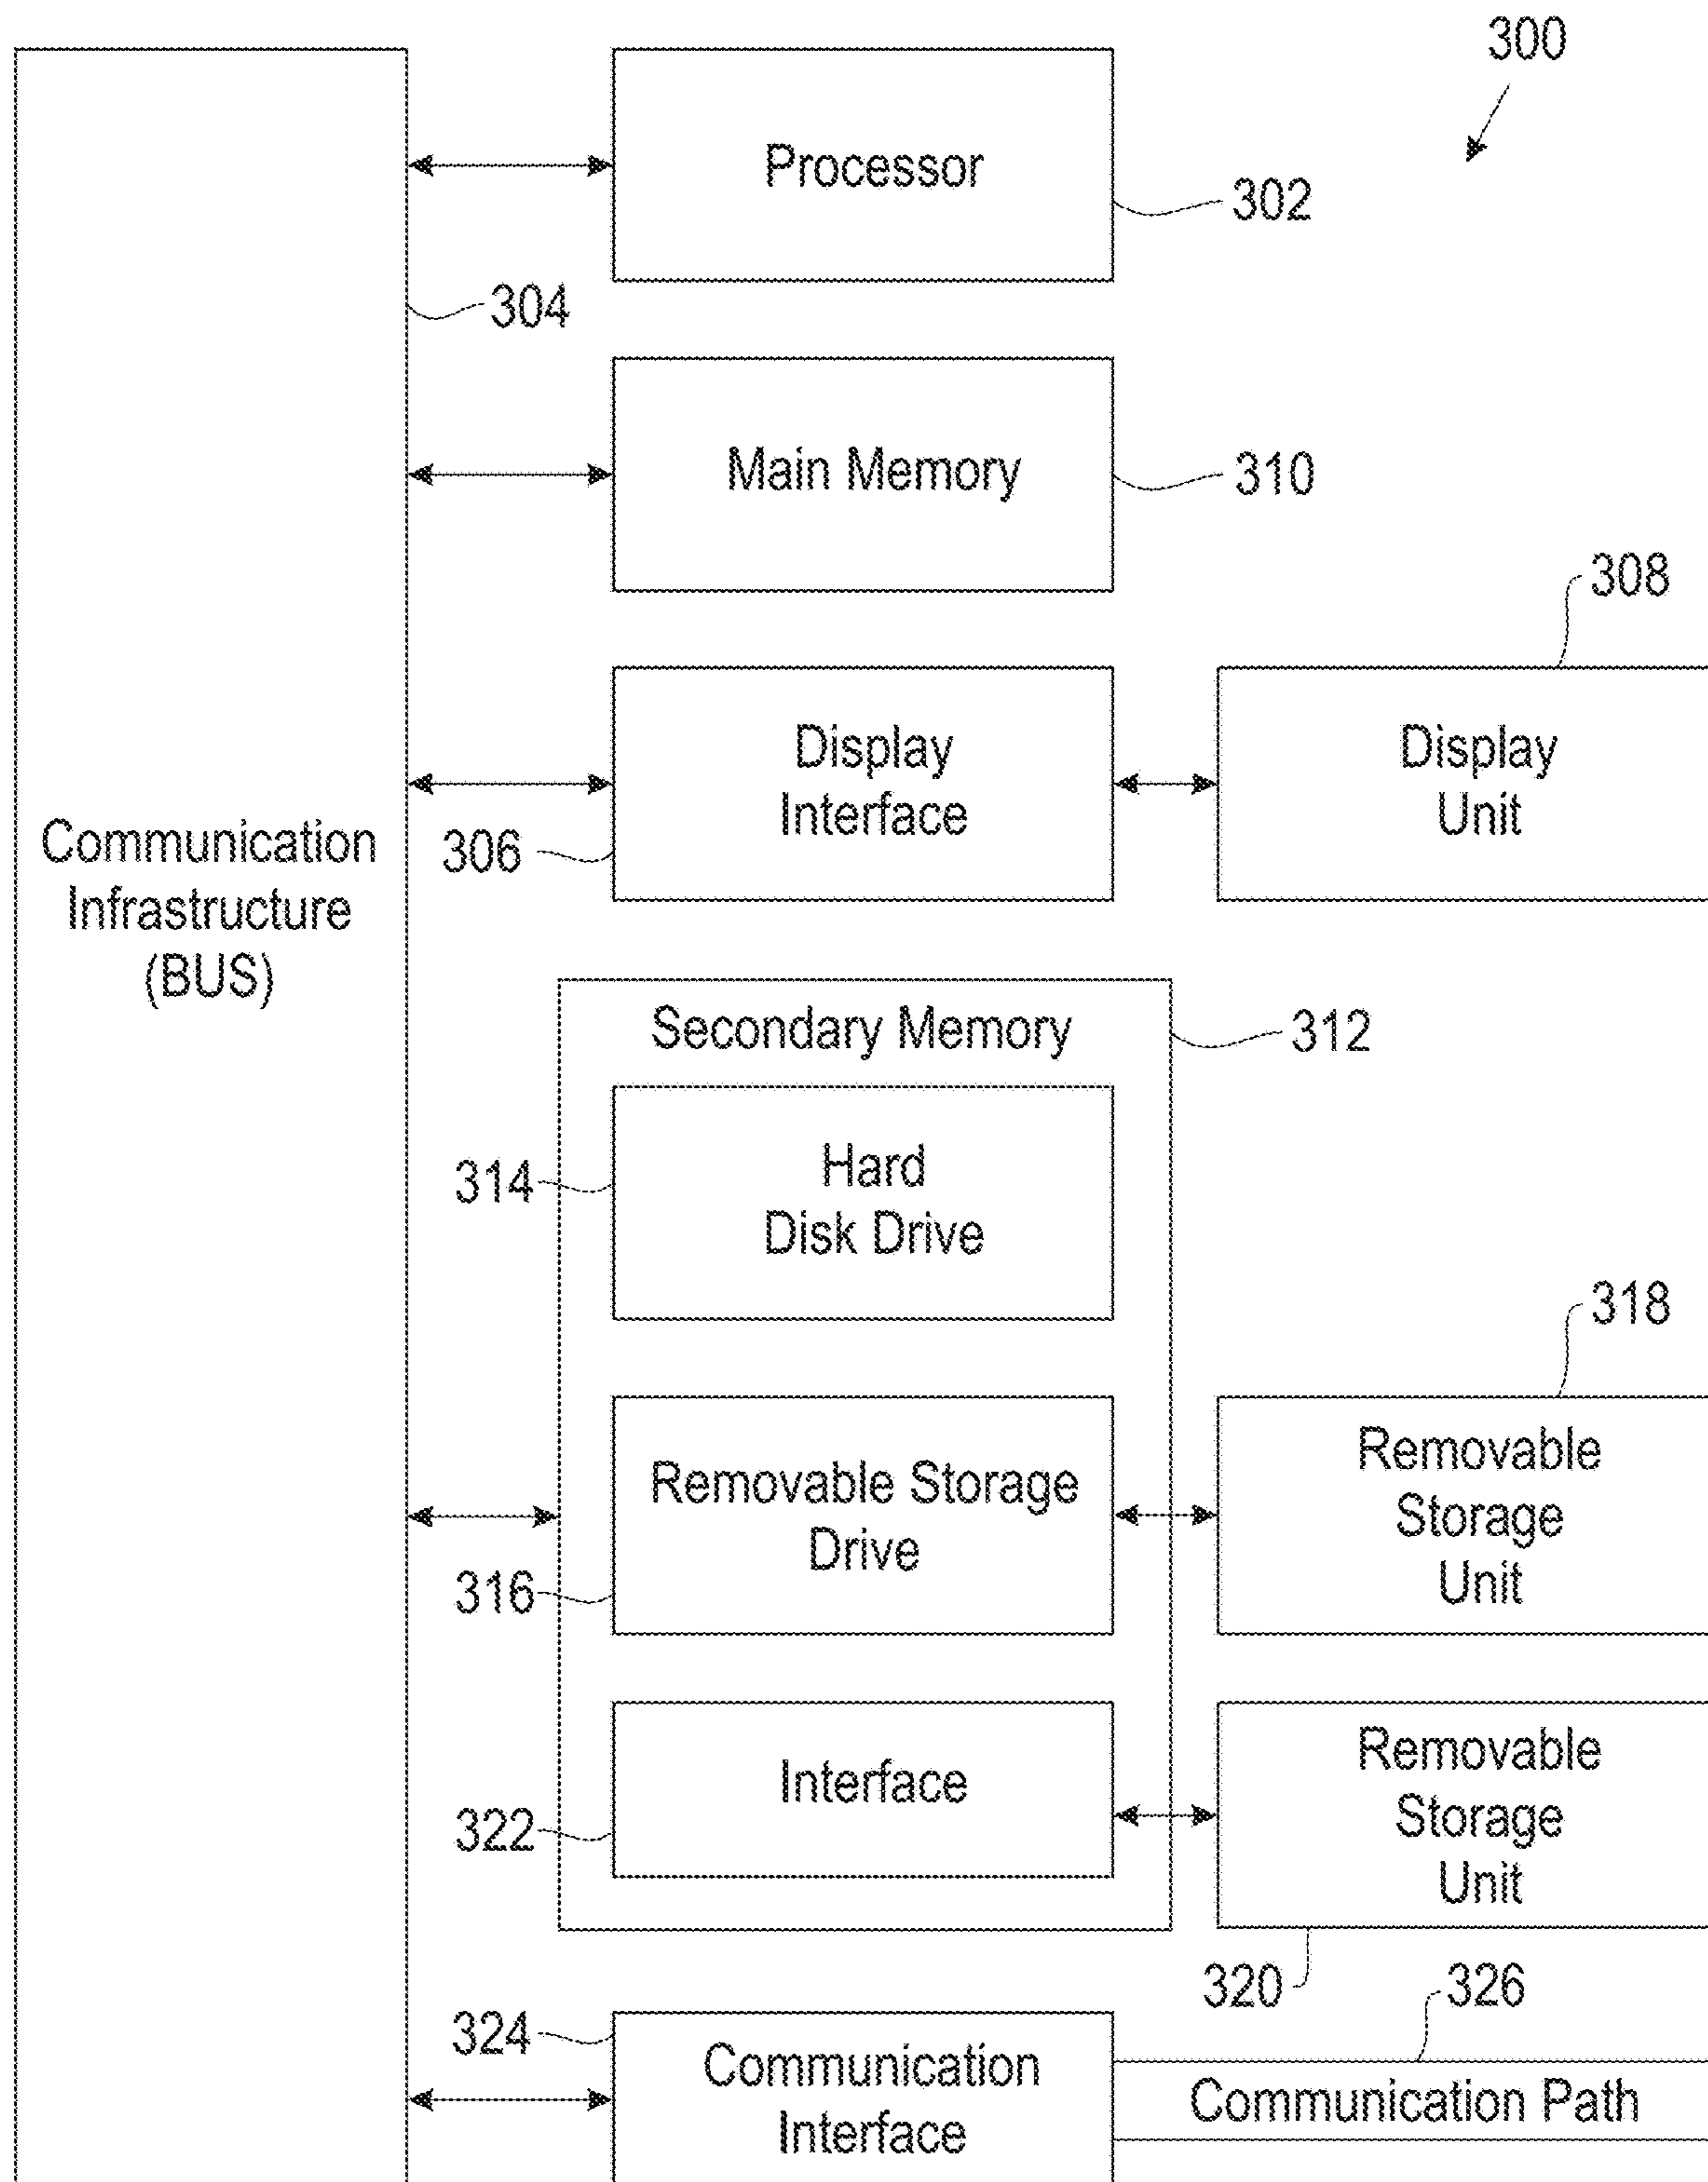 300
Processor
302
304
Main Memory
310
308
Display
Interface
306
Display
Unit
Communication
Infrastructure
(BUS)
Secondary Memory
312
Hard
Disk Drive
314
318
Removable Storage
Drive
316
Removable
Storage
Unit
Interface
322
Removable
Storage
Unit
320
326
324
Communication
Interface
Communication Path